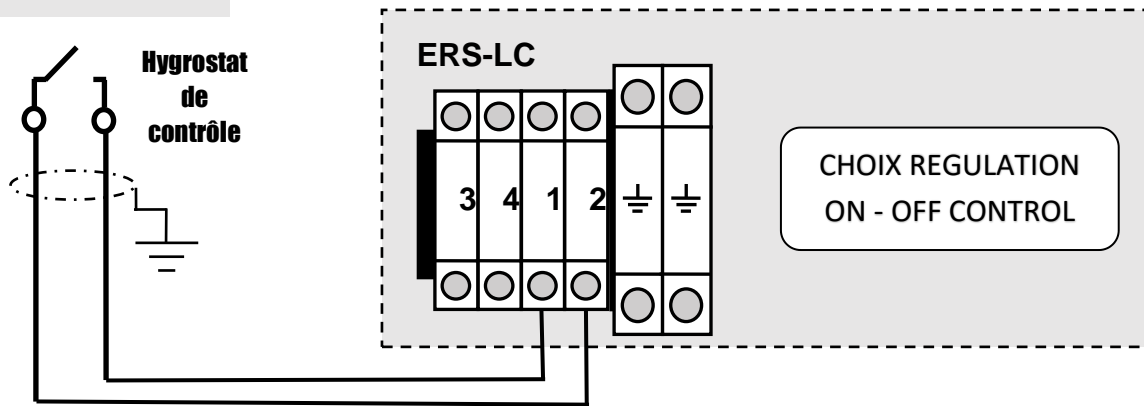 Hygrostat
de
contrôle
ERS-LC
3 4 1 2
CHOIX REGULATION
ON - OFF CONTROL